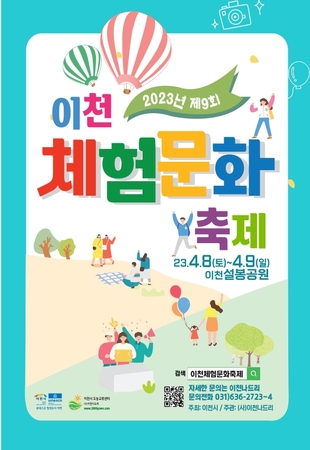 2023년 제9회
이천
체험문화
축제
23.4.8(토)~4.9(일)
이천설봉공원
검색 이천체험문화축제
자세한 문의는 이천나드리
문의전화 031)636-2723~4
주최: 이천시 / 주관: (사)이천나드리